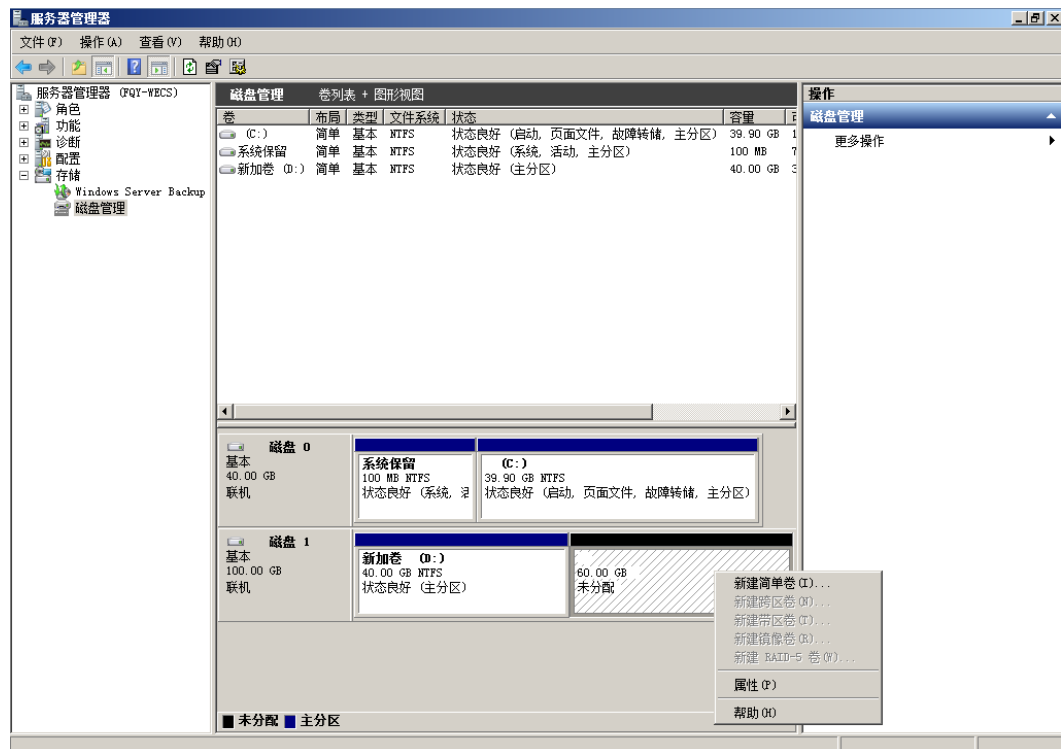 服务器管理器
文件(F) 操作(A) 查看(V) 帮助(H)
服务器管理器 (FQY-WECS)
角色
功能
诊断
配置
存储
Windows Server Backup
磁盘管理
磁盘管理 卷列表 + 图形视图
卷 布局 类型 文件系统 状态 容量
(C:) 简单 基本 NTFS 状态良好 (启动, 页面文件, 故障转储, 主分区) 39.90 GB 1
系统保留 简单 基本 NTFS 状态良好 (系统, 活动, 主分区) 100 MB 7
新加卷 (D:) 简单 基本 NTFS 状态良好 (主分区) 40.00 GB 3
磁盘 0
基本
40.00 GB
联机
系统保留
100 MB NTFS
状态良好 (系统, 活
(C:)
39.90 GB NTFS
状态良好 (启动, 页面文件, 故障转储, 主分区)
磁盘 1
基本
100.00 GB
联机
新加卷 (D:)
40.00 GB NTFS
状态良好 (主分区)
60.00 GB
未分配
新建简单卷(I)...
新建跨区卷(N)...
新建带区卷(T)...
新建镜像卷(R)...
新建 RAID-5 卷(W)...
属性(P)
帮助(H)
未分配 主分区
操作
磁盘管理
更多操作